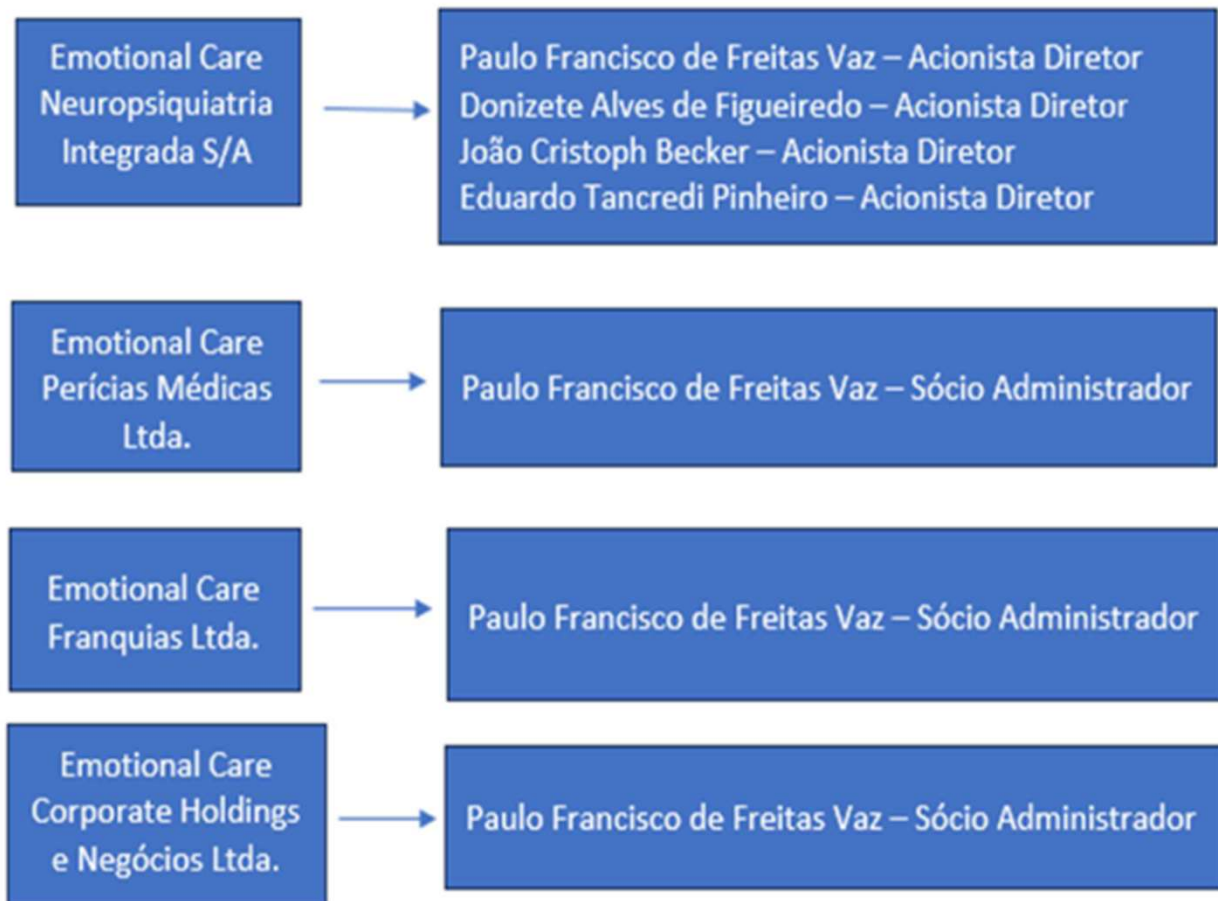 Emotional Care
Neuropsiquiatria
Integrada S/A
Paulo Francisco de Freitas Vaz – Acionista Diretor
Donizete Alves de Figueiredo – Acionista Diretor
João Cristoph Becker – Acionista Diretor
Eduardo Tancredi Pinheiro – Acionista Diretor
Emotional Care
Perícias Médicas
Ltda.
Paulo Francisco de Freitas Vaz – Sócio Administrador
Emotional Care
Franquias Ltda.
Paulo Francisco de Freitas Vaz – Sócio Administrador
Emotional Care
Corporate Holdings
e Negócios Ltda.
Paulo Francisco de Freitas Vaz – Sócio Administrador